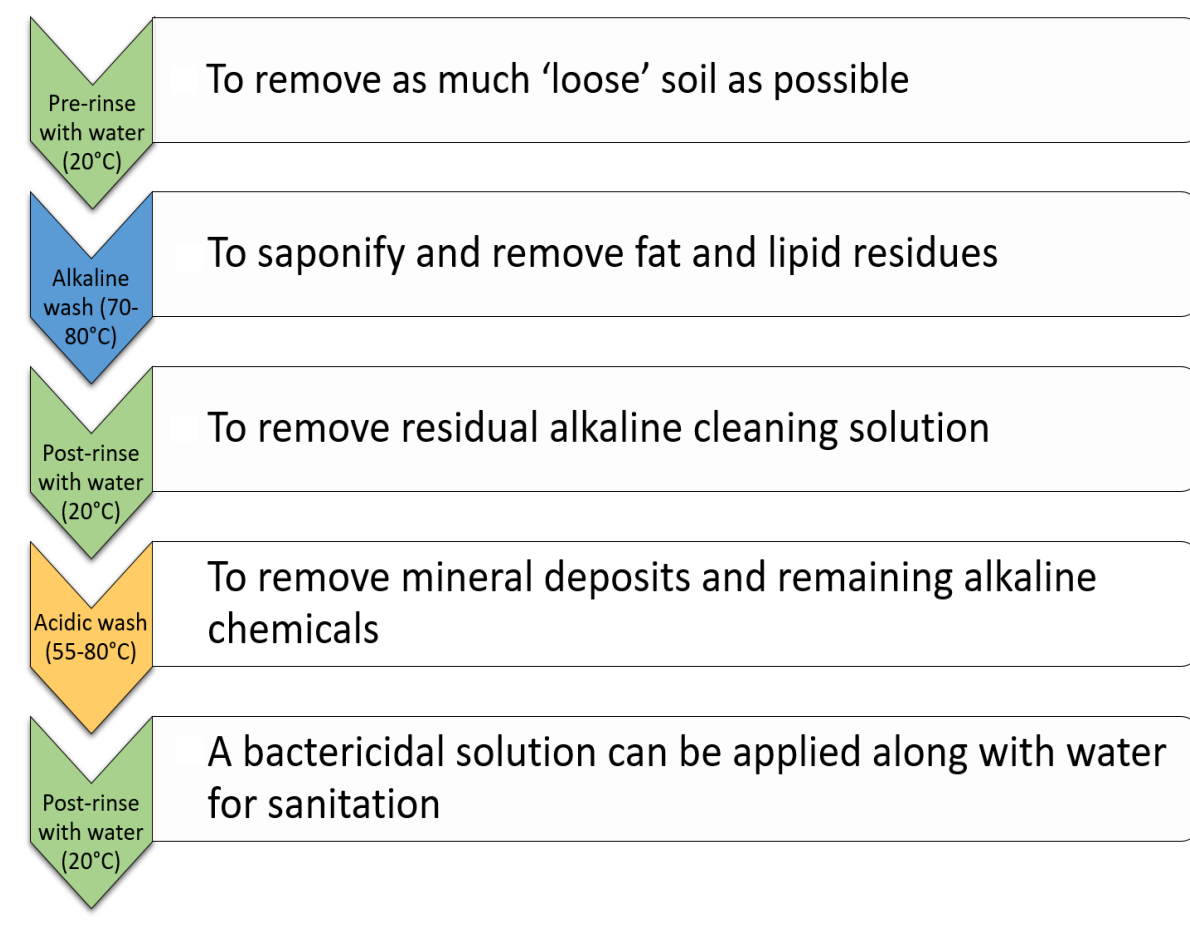 Pre-rinse
with water
(20°C)
To remove as much ‘loose’ soil as possible
Alkaline
wash (70-
80°C)
To saponify and remove fat and lipid residues
Post-rinse
with water
(20°C)
To remove residual alkaline cleaning solution
Acidic wash
(55-80°C)
To remove mineral deposits and remaining alkaline
chemicals
Post-rinse
with water
(20°C)
A bactericidal solution can be applied along with water
for sanitation